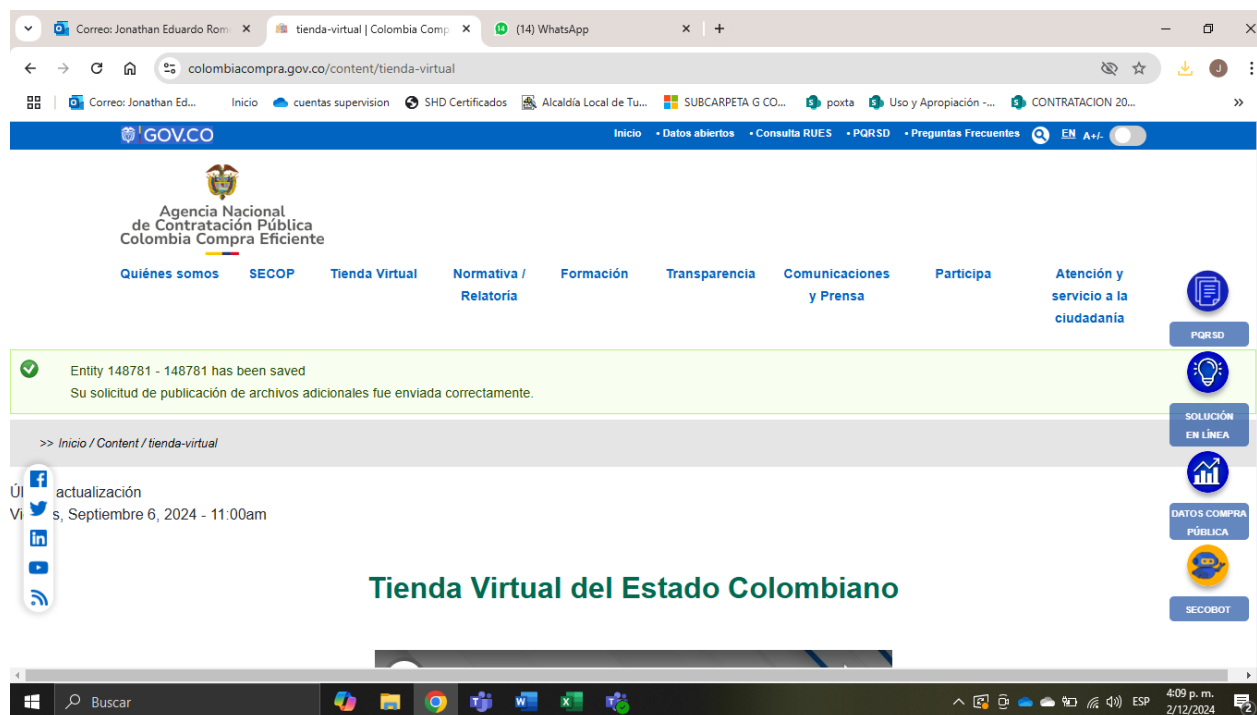 Correo: Jonathan Eduardo Rom
tienda-virtual | Colombia Comp
(14) WhatsApp
colombiacompra.gov.co/content/tienda-virtual
J
Correo: Jonathan Ed...
Inicio
cuentas supervision
SHD Certificados
Alcaldía Local de Tu...
SUBCARPETA G CO...
poxta
Uso y Apropiación -...
CONTRATACION 20...
GOV.CO
Inicio
• Datos abiertos
• Consulta RUES
• PQRSD
• Preguntas Frecuentes
EN
A+/-
Agencia Nacional
de Contratación Pública
Colombia Compra Eficiente
Quiénes somos
SECOP
Tienda Virtual
Normativa /
Relatoría
Formación
Transparencia
Comunicaciones
y Prensa
Participa
Atención y
servicio a la
ciudadanía
PQRSD
Entity 148781 - 148781 has been saved
Su solicitud de publicación de archivos adicionales fue enviada correctamente.
SOLUCIÓN
EN LÍNEA
>> Inicio / Content / tienda-virtual
actualización
s, Septiembre 6, 2024 - 11:00am
DATOS COMPRA
PÚBLICA
Tienda Virtual del Estado Colombiano
SECOBOT
Buscar
ESP
4:09 p. m.
2/12/2024
2